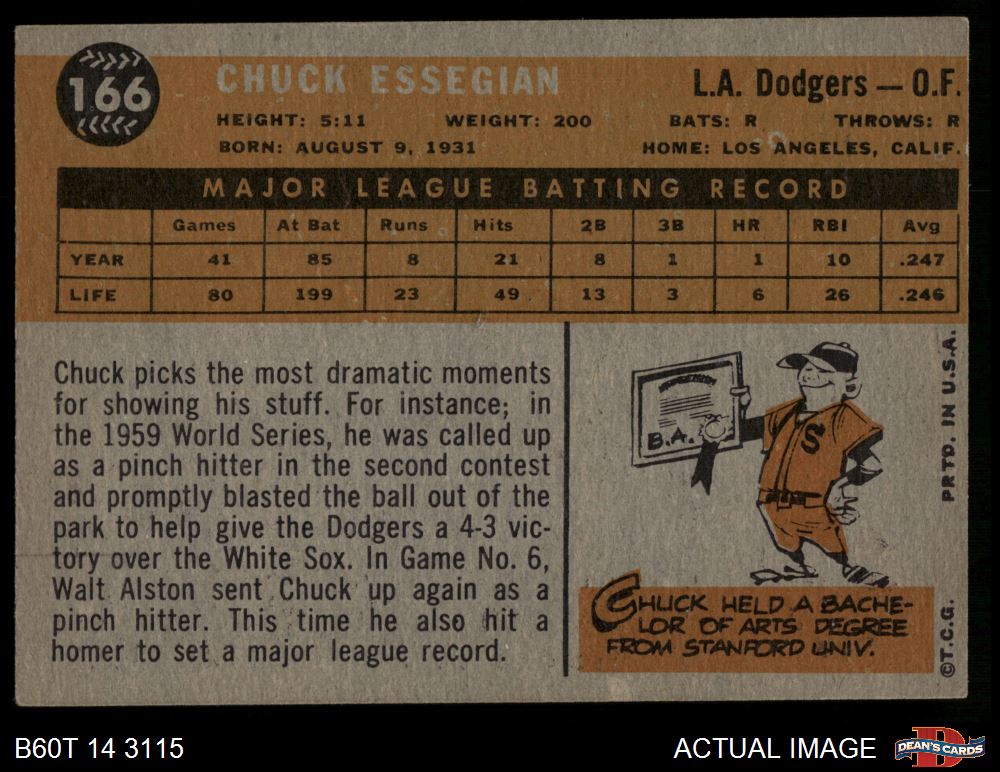 166
CHUCK ESSEGIAN
L.A. Dodgers — O.F.
HEIGHT: 5:11 WEIGHT: 200 BATS: R THROWS: R
BORN: AUGUST 9, 1931 HOME: LOS ANGELES, CALIF.
MAJOR LEAGUE BATTING RECORD
Games At Bat Runs Hits 2B 3B HR RBI Avg
YEAR 41 85 8 21 8 1 1 10 .247
LIFE 80 199 23 49 13 3 6 26 .246
Chuck picks the most dramatic moments
for showing his stuff. For instance; in
the 1959 World Series, he was called up
as a pinch hitter in the second contest
and promptly blasted the ball out of the
park to help give the Dodgers a 4-3 vic-
tory over the White Sox. In Game No. 6,
Walt Alston sent Chuck up again as a
pinch hitter. This time he also hit a
homer to set a major league record.
B.A.
S
CHUCK HELD A BACHE-
LOR OF ARTS DEGREE
FROM STANFORD UNIV.
©T.C.G. PRTD. IN U.S.A.
B60T 14 3115
ACTUAL IMAGE
D
DEAN'S CARDS